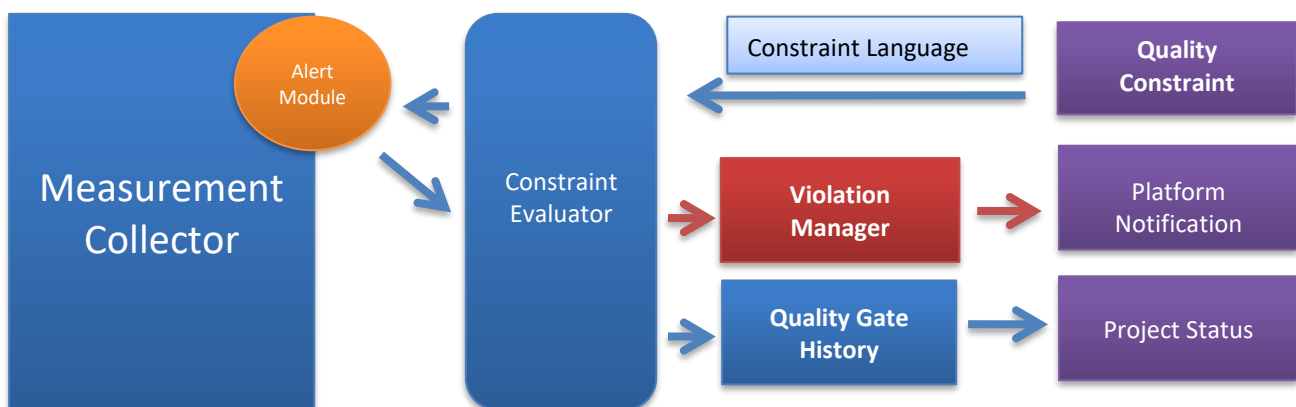 Alert
Module
Measurement
Collector
Constraint
Evaluator
Constraint Language
Quality
Constraint
Violation
Manager
Platform
Notification
Quality Gate
History
Project Status